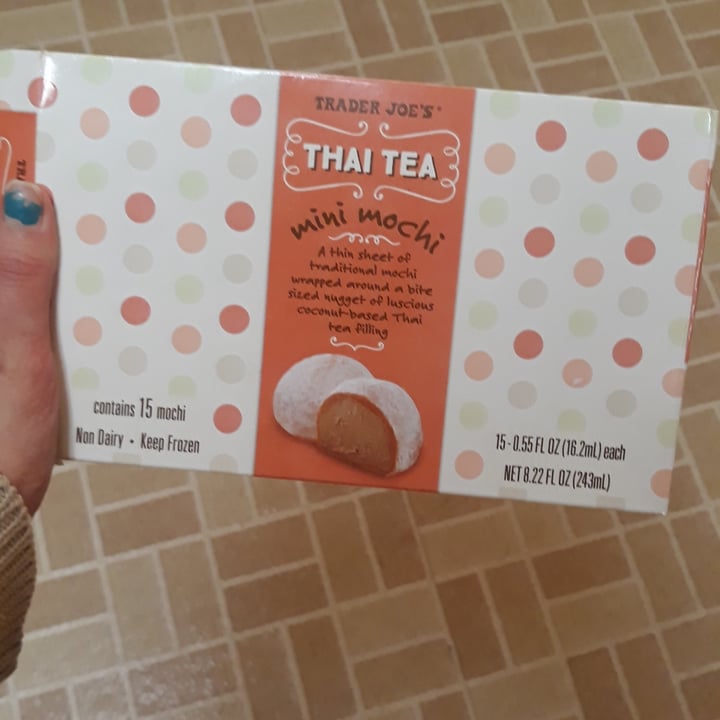 TRADER JOE'S
THAI TEA
mini mochi
A thin sheet of
traditional mochi
wrapped around a bite
sized nugget of luscious
coconut-based Thai
tea filling
contains 15 mochi
Non Dairy • Keep Frozen
15 - 0.55 FL OZ (16.2mL) each
NET 8.22 FL OZ (243mL)